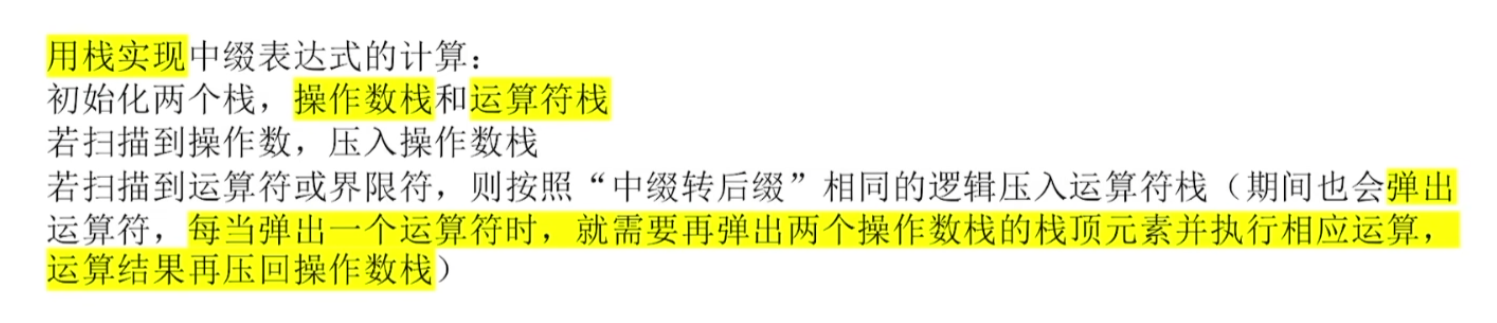 用栈实现中缀表达式的计算：
初始化两个栈，操作数栈和运算符栈
若扫描到操作数，压入操作数栈
若扫描到运算符或界限符，则按照“中缀转后缀”相同的逻辑压入运算符栈（期间也会弹出
运算符，每当弹出一个运算符时，就需要再弹出两个操作数栈的栈顶元素并执行相应运算，
运算结果再压回操作数栈）